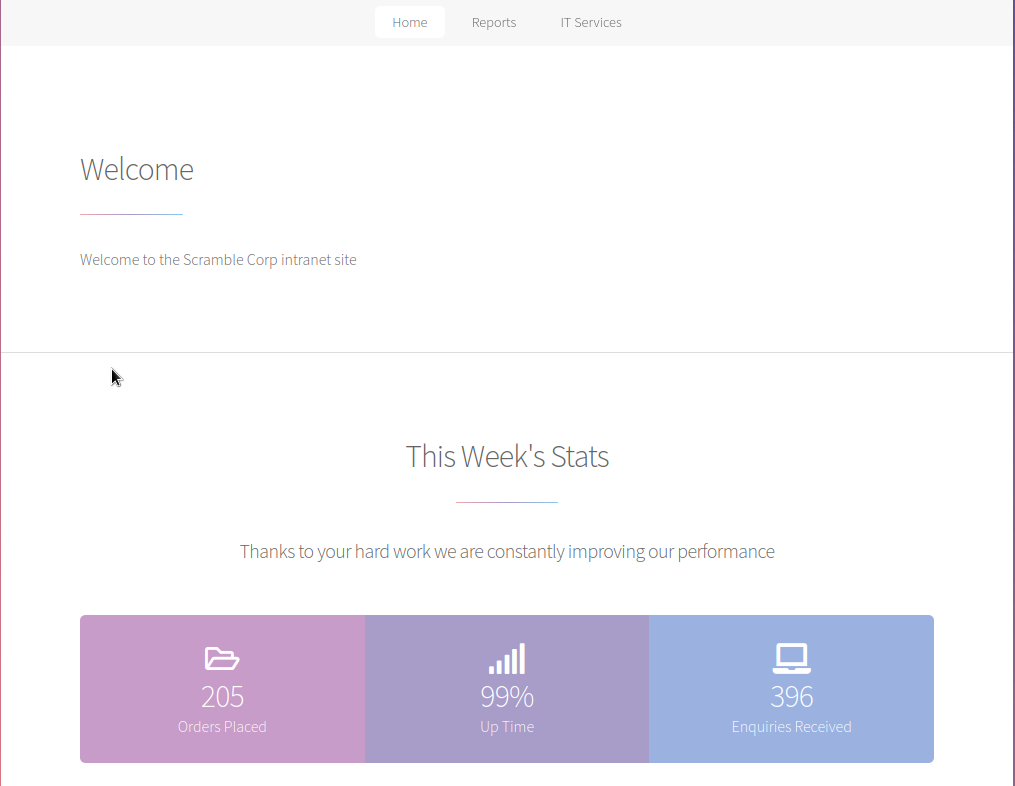 Home Reports IT Services
Welcome
Welcome to the Scramble Corp intranet site
This Week's Stats
Thanks to your hard work we are constantly improving our performance
205 99% 396
Orders Placed Up Time Enquiries Received